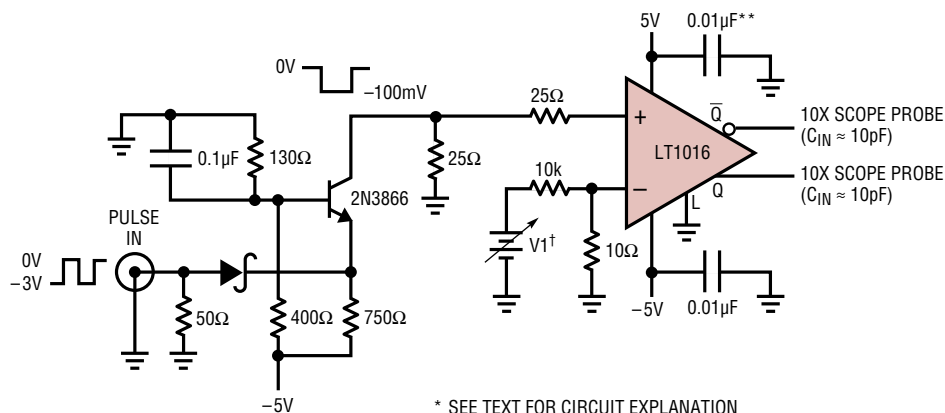 5V
0.01µF**
0V
–100mV
25Ω
+
Q̅
10X SCOPE PROBE
(CIN ≈ 10pF)
LT1016
0.1µF
130Ω
25Ω
10k
–
Q
10X SCOPE PROBE
(CIN ≈ 10pF)
2N3866
L
PULSE
IN
0V
–3V
V1†
10Ω
50Ω
400Ω
750Ω
–5V
0.01µF
–5V
* SEE TEXT FOR CIRCUIT EXPLANATION